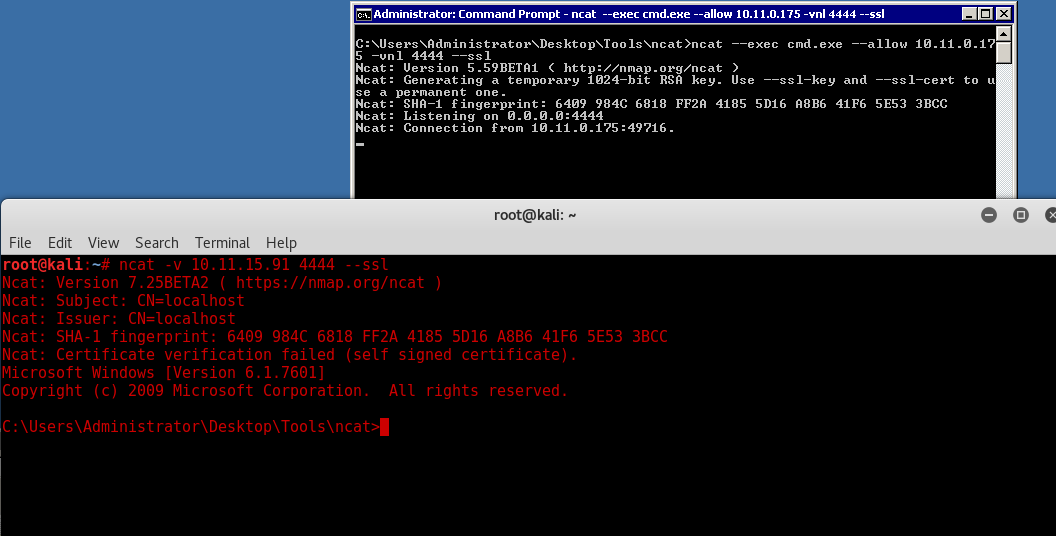 Administrator: Command Prompt - ncat  --exec cmd.exe --allow 10.11.0.175 -vnl 4444 --ssl
C:\Users\Administrator\Desktop\Tools\ncat>ncat --exec cmd.exe --allow 10.11.0.17
5 -vnl 4444 --ssl
Ncat: Version 5.59BETA1 ( http://nmap.org/ncat )
Ncat: Generating a temporary 1024-bit RSA key. Use --ssl-key and --ssl-cert to u
se a permanent one.
Ncat: SHA-1 fingerprint: 6409 984C 6818 FF2A 4185 5D16 A8B6 41F6 5E53 3BCC
Ncat: Listening on 0.0.0.0:4444
Ncat: Connection from 10.11.0.175:49716.
root@kali: ~
File Edit View Search Terminal Help
root@kali:~# ncat -v 10.11.15.91 4444 --ssl
Ncat: Version 7.25BETA2 ( https://nmap.org/ncat )
Ncat: Subject: CN=localhost
Ncat: Issuer: CN=localhost
Ncat: SHA-1 fingerprint: 6409 984C 6818 FF2A 4185 5D16 A8B6 41F6 5E53 3BCC
Ncat: Certificate verification failed (self signed certificate).
Microsoft Windows [Version 6.1.7601]
Copyright (c) 2009 Microsoft Corporation.  All rights reserved.
C:\Users\Administrator\Desktop\Tools\ncat>